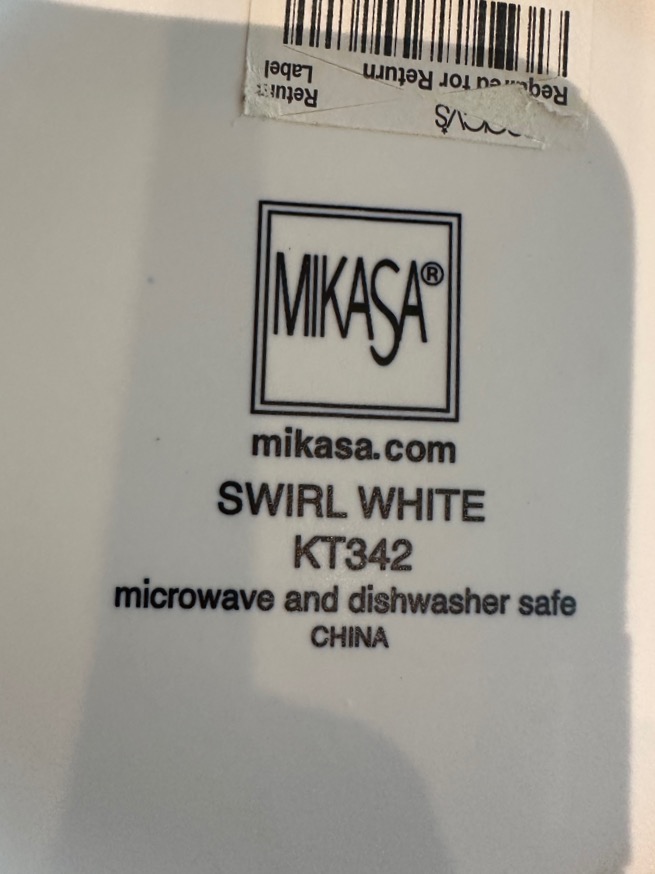 Required for Return
Return
Label
MIKASA®
mikasa.com
SWIRL WHITE
KT342
microwave and dishwasher safe
CHINA